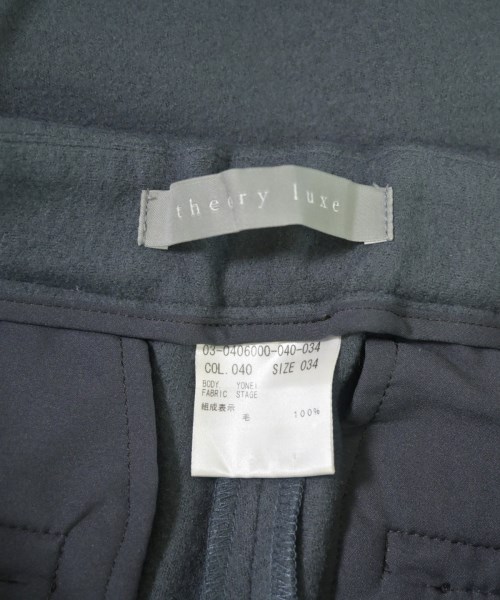 theory luxe
03-0406000-040-034
COL. 040 SIZE 034
BODY YONEI
FABRIC STAGE
組成表示
毛 100%